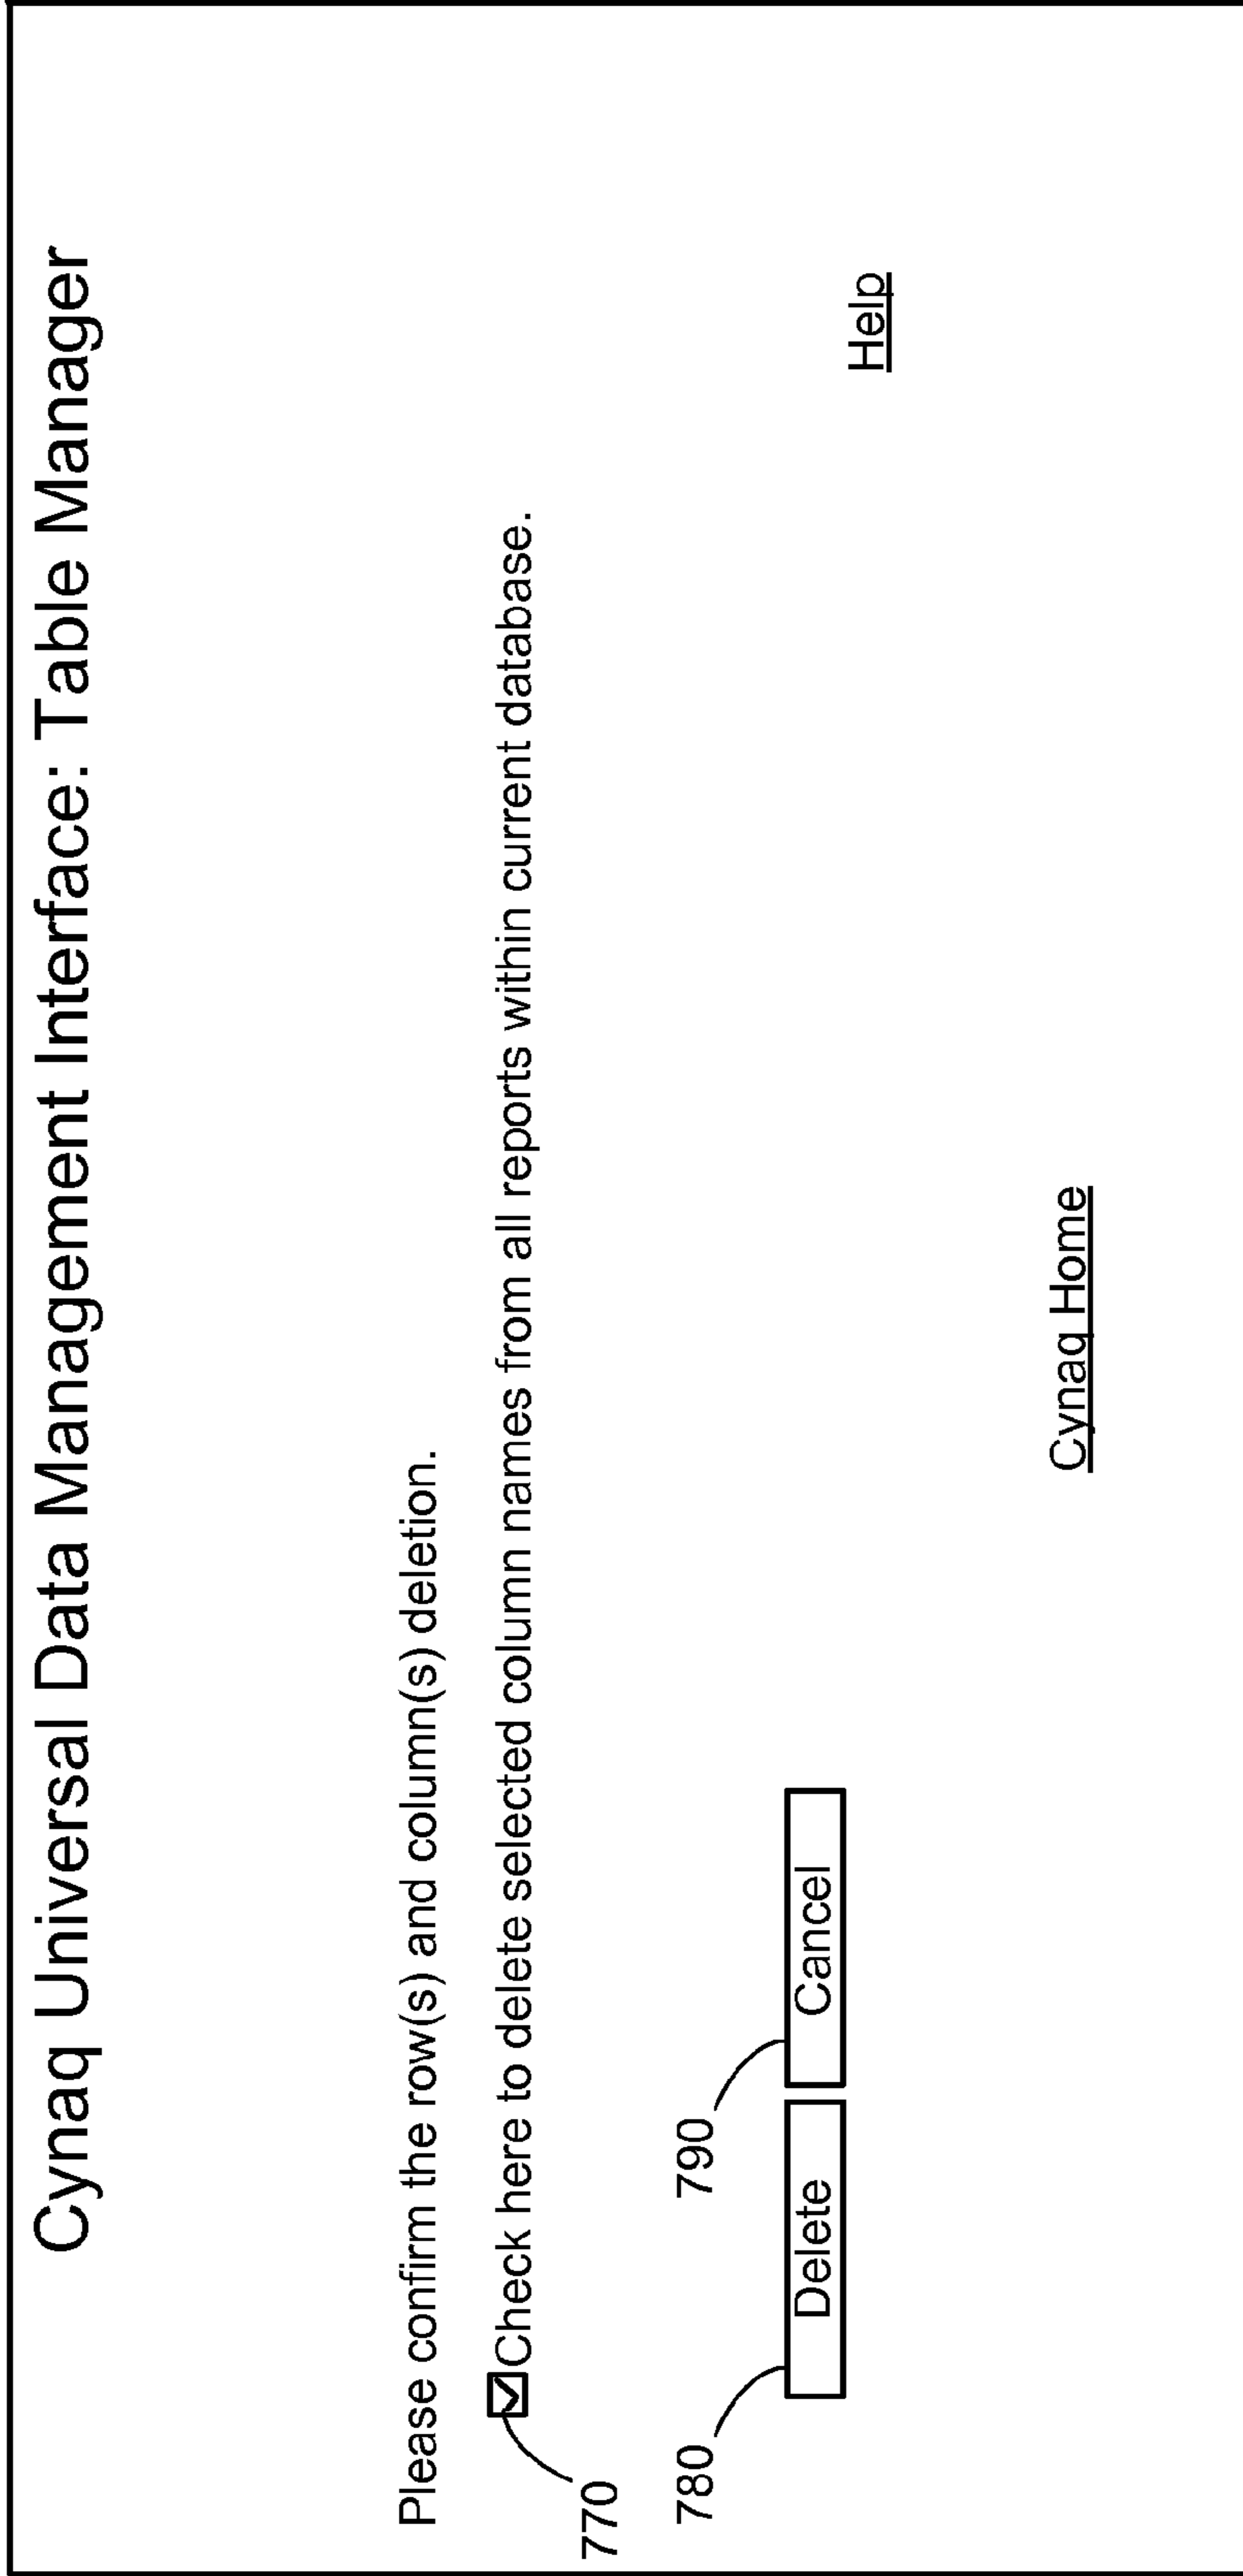 Cynaq Universal Data Management Interface: Table Manager
Please confirm the row(s) and column(s) deletion.
Check here to delete selected column names from all reports within current database.
770
780
790
Delete
Cancel
Help
Cynaq Home